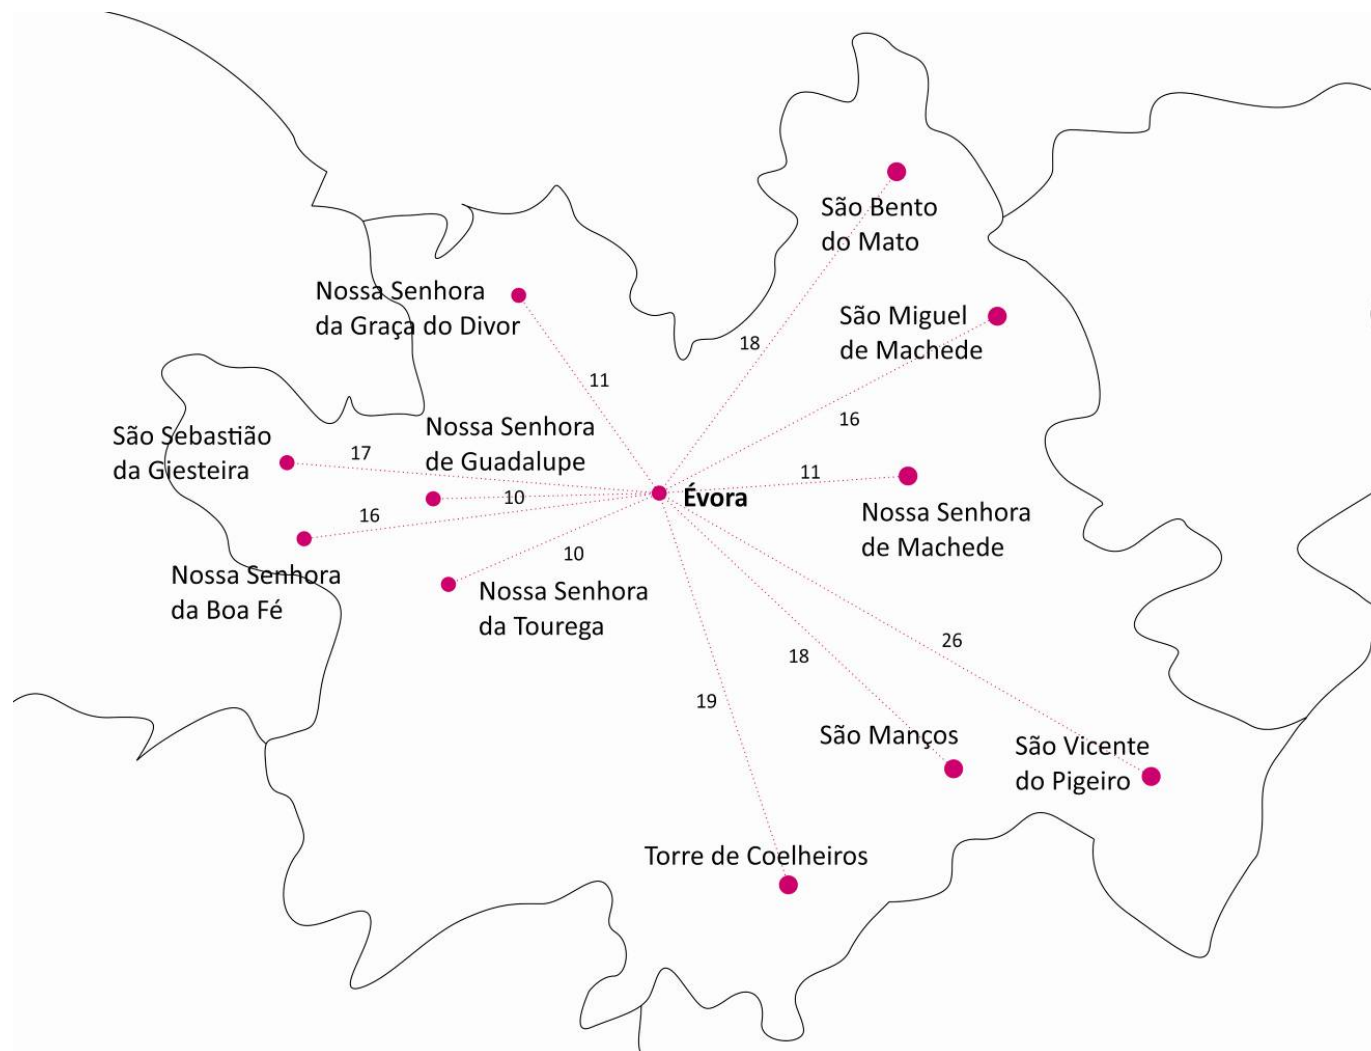 São Bento
do Mato
Nossa Senhora
da Graça do Divor
São Miguel
de Machede
18
11
16
Nossa Senhora
de Guadalupe
São Sebastião
da Giesteira
17
11
10
Évora
16
Nossa Senhora
de Machede
10
Nossa Senhora
da Boa Fé
Nossa Senhora
da Tourega
26
18
19
São Manços
São Vicente
do Pigeiro
Torre de Coelheiros